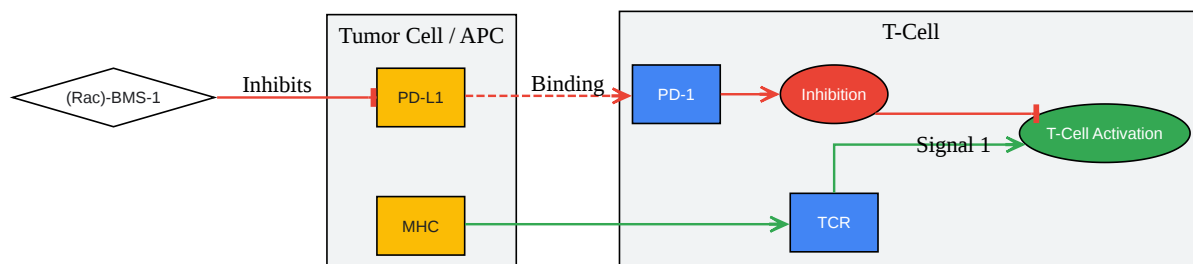 Tumor Cell / APC
T-Cell
(Rac)-BMS-1
Inhibits
PD-L1
Binding
PD-1
Inhibition
T-Cell Activation
Signal 1
MHC
TCR